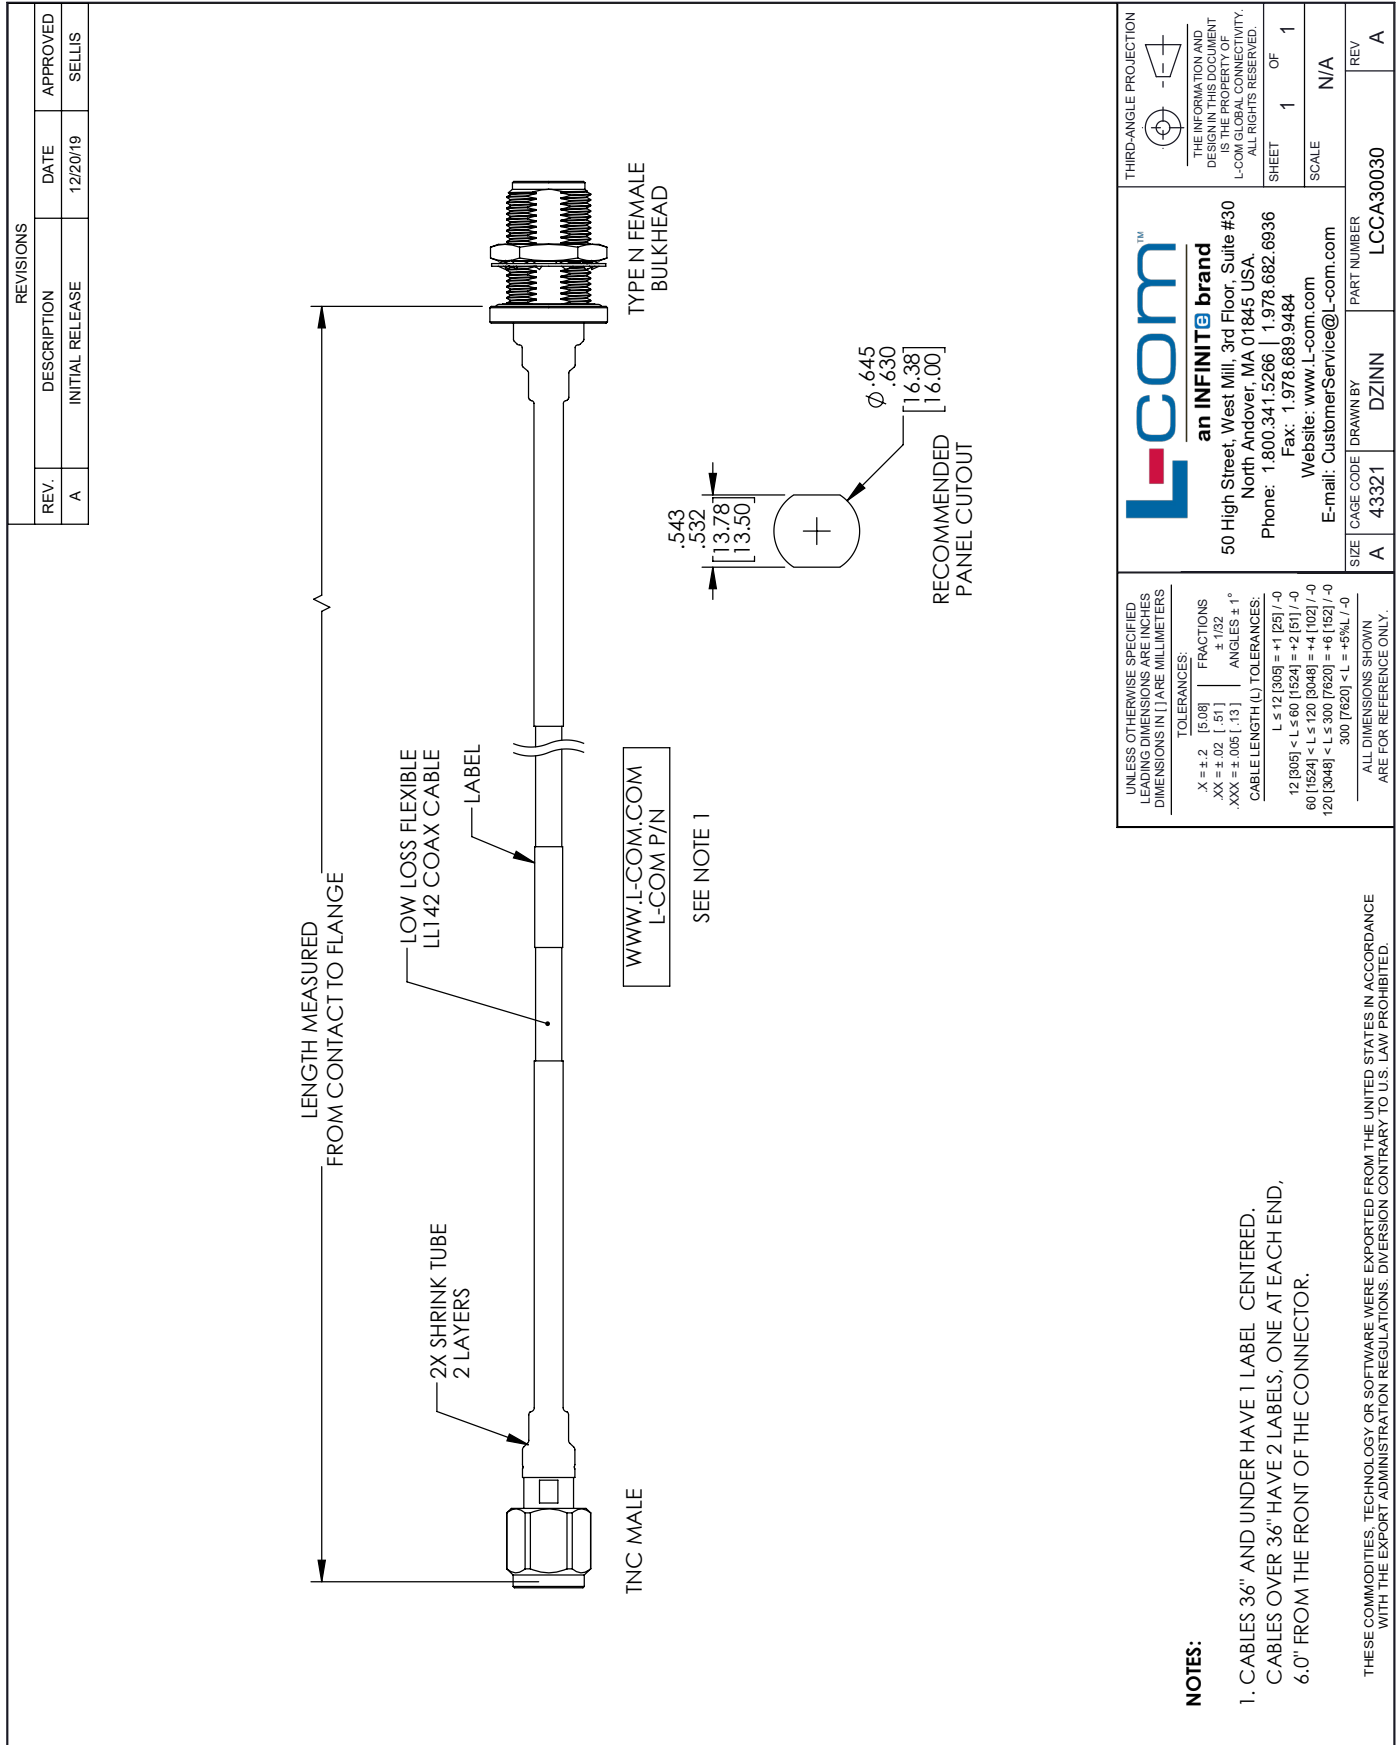 REVISIONS
REV. DESCRIPTION DATE APPROVED
A INITIAL RELEASE 12/20/19 SELLIS
LENGTH MEASURED
FROM CONTACT TO FLANGE
2X SHRINK TUBE
2 LAYERS
LOW LOSS FLEXIBLE
LL142 COAX CABLE
LABEL
TNC MALE
WWW.L-COM.COM
L-COM P/N
SEE NOTE 1
TYPE N FEMALE
BULKHEAD
.543
.532
[13.78]
[13.50]
Ø .645
.630
[16.38]
[16.00]
RECOMMENDED
PANEL CUTOUT
NOTES:
1. CABLES 36" AND UNDER HAVE 1 LABEL CENTERED.
CABLES OVER 36" HAVE 2 LABELS, ONE AT EACH END,
6.0" FROM THE FRONT OF THE CONNECTOR.
THESE COMMODITIES, TECHNOLOGY OR SOFTWARE WERE EXPORTED FROM THE UNITED STATES IN ACCORDANCE
WITH THE EXPORT ADMINISTRATION REGULATIONS. DIVERSION CONTRARY TO U.S. LAW PROHIBITED.
UNLESS OTHERWISE SPECIFIED
LEADING DIMENSIONS ARE INCHES
DIMENSIONS IN [ ] ARE MILLIMETERS
TOLERANCES:
.X = ± .2 [5.08] FRACTIONS
.XX = ± .02 [ .51 ] ± 1/32
.XXX = ± .005 [ .13 ] ANGLES ± 1°
CABLE LENGTH (L) TOLERANCES:
L ≤ 12 [305] = +1 [25] / -0
12 [305] < L ≤ 60 [1524] = +2 [51] / -0
60 [1524] < L ≤ 120 [3048] = +4 [102] / -0
120 [3048] < L ≤ 300 [7620] = +6 [152] / -0
300 [7620] < L = +5%L / -0
ALL DIMENSIONS SHOWN
ARE FOR REFERENCE ONLY.
L-com™
an INFINITe brand
50 High Street, West Mill, 3rd Floor, Suite #30
North Andover, MA 01845 USA.
Phone: 1.800.341.5266 | 1.978.682.6936
Fax: 1.978.689.9484
Website: www.L-com.com
E-mail: CustomerService@L-com.com
THIRD-ANGLE PROJECTION
THE INFORMATION AND
DESIGN IN THIS DOCUMENT
IS THE PROPERTY OF
L-COM GLOBAL CONNECTIVITY.
ALL RIGHTS RESERVED.
SHEET 1 OF 1
SCALE N/A
SIZE A
CAGE CODE 43321
DRAWN BY DZINN
PART NUMBER LCCA30030
REV A